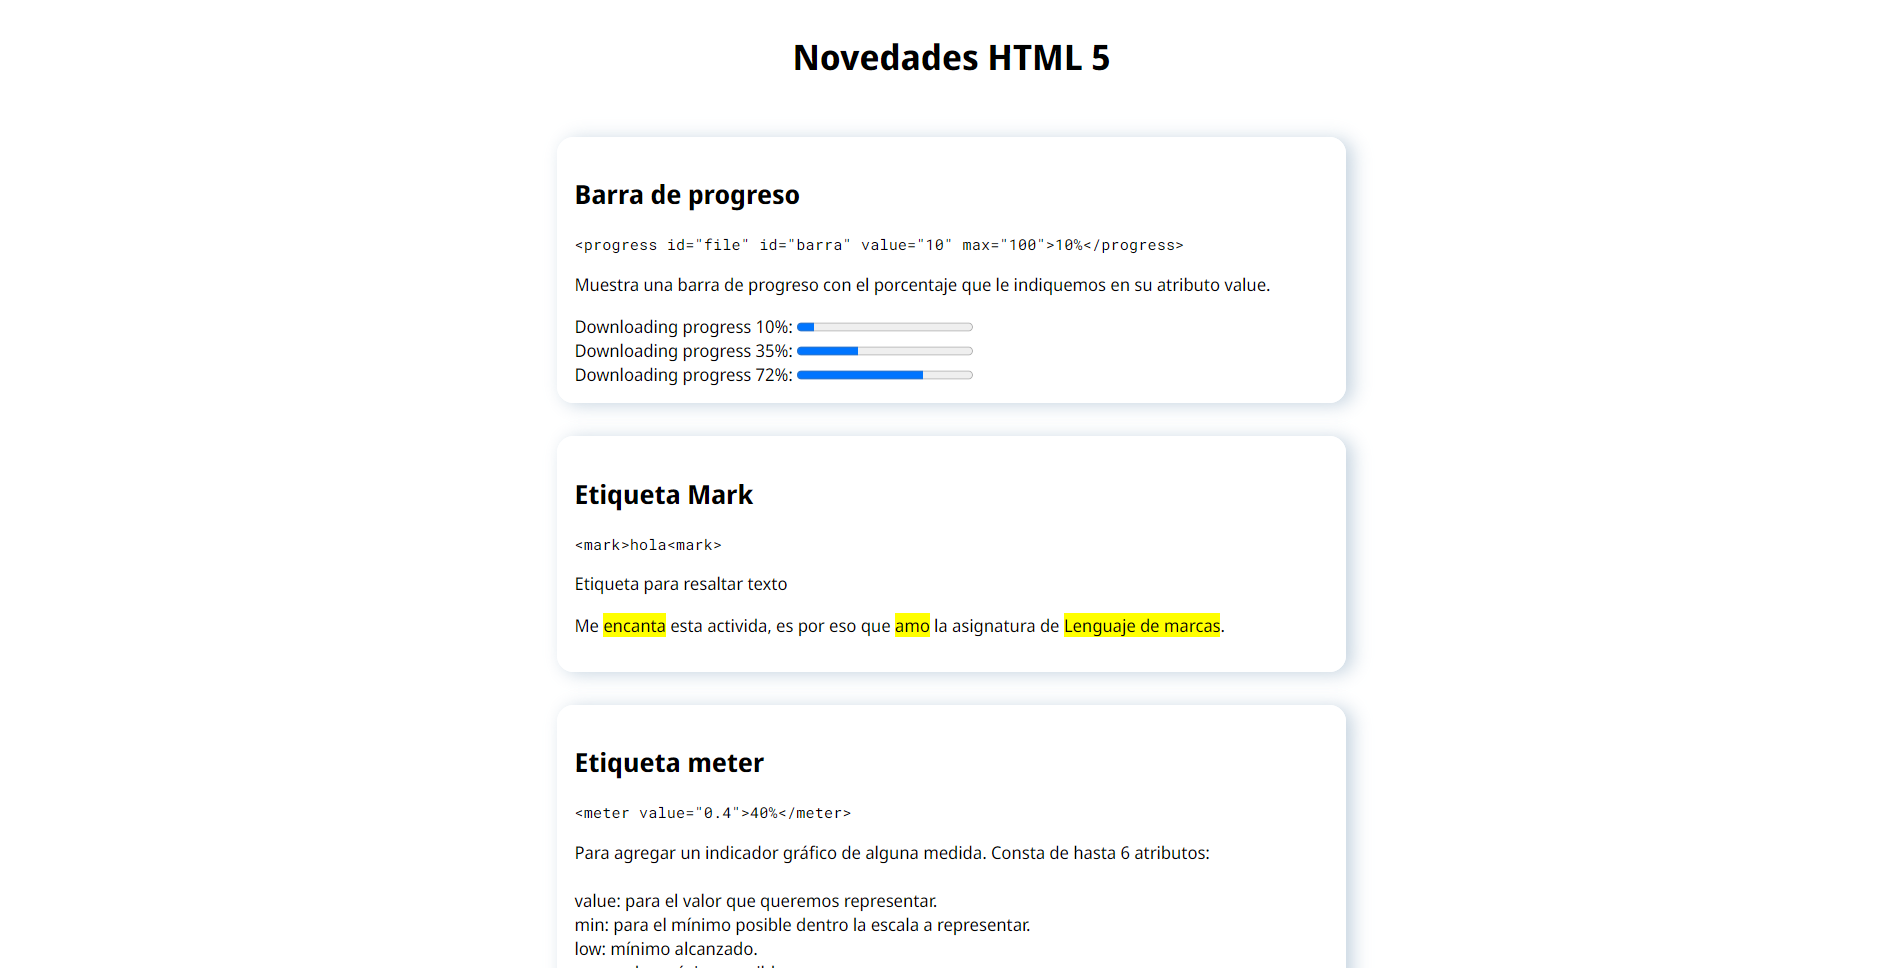 Novedades HTML 5
Barra de progreso
<progress id="file" id="barra" value="10" max="100">10%</progress>
Muestra una barra de progreso con el porcentaje que le indiquemos en su atributo value.
Downloading progress 10%:
Downloading progress 35%:
Downloading progress 72%:
Etiqueta Mark
<mark>hola<mark>
Etiqueta para resaltar texto
Me encanta esta activida, es por eso que amo la asignatura de Lenguaje de marcas.
Etiqueta meter
<meter value="0.4">40%</meter>
Para agregar un indicador gráfico de alguna medida. Consta de hasta 6 atributos:
value: para el valor que queremos representar.
min: para el mínimo posible dentro la escala a representar.
low: mínimo alcanzado.